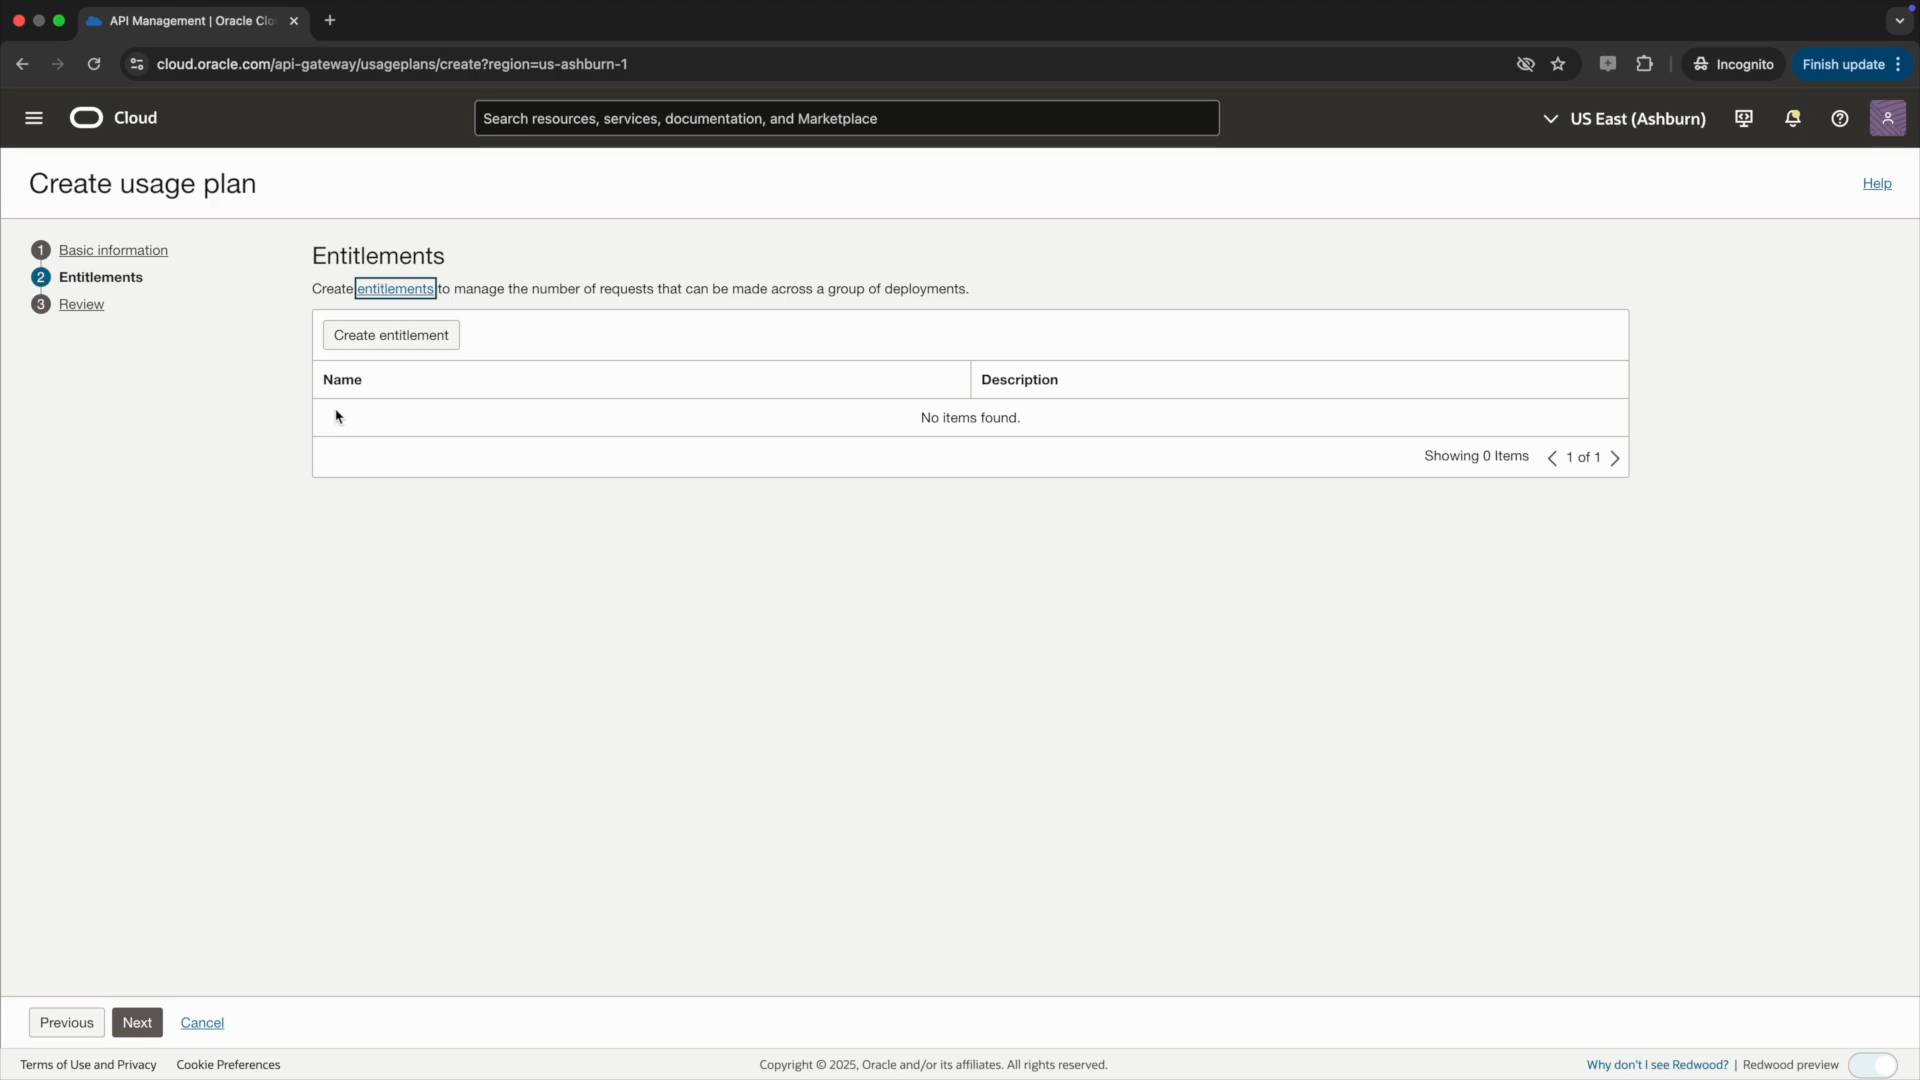 API Management | Oracle Clo
cloud.oracle.com/api-gateway/usageplans/create?region=us-ashburn-1
Incognito
Finish update
Cloud
Search resources, services, documentation, and Marketplace
US East (Ashburn)
Create usage plan
Help
1 Basic information
2 Entitlements
3 Review
Entitlements
Create entitlements to manage the number of requests that can be made across a group of deployments.
Create entitlement
Name Description
No items found.
Showing 0 Items 1 of 1
Previous Next Cancel
Terms of Use and Privacy Cookie Preferences Copyright © 2025, Oracle and/or its affiliates. All rights reserved. Why don't I see Redwood? | Redwood preview